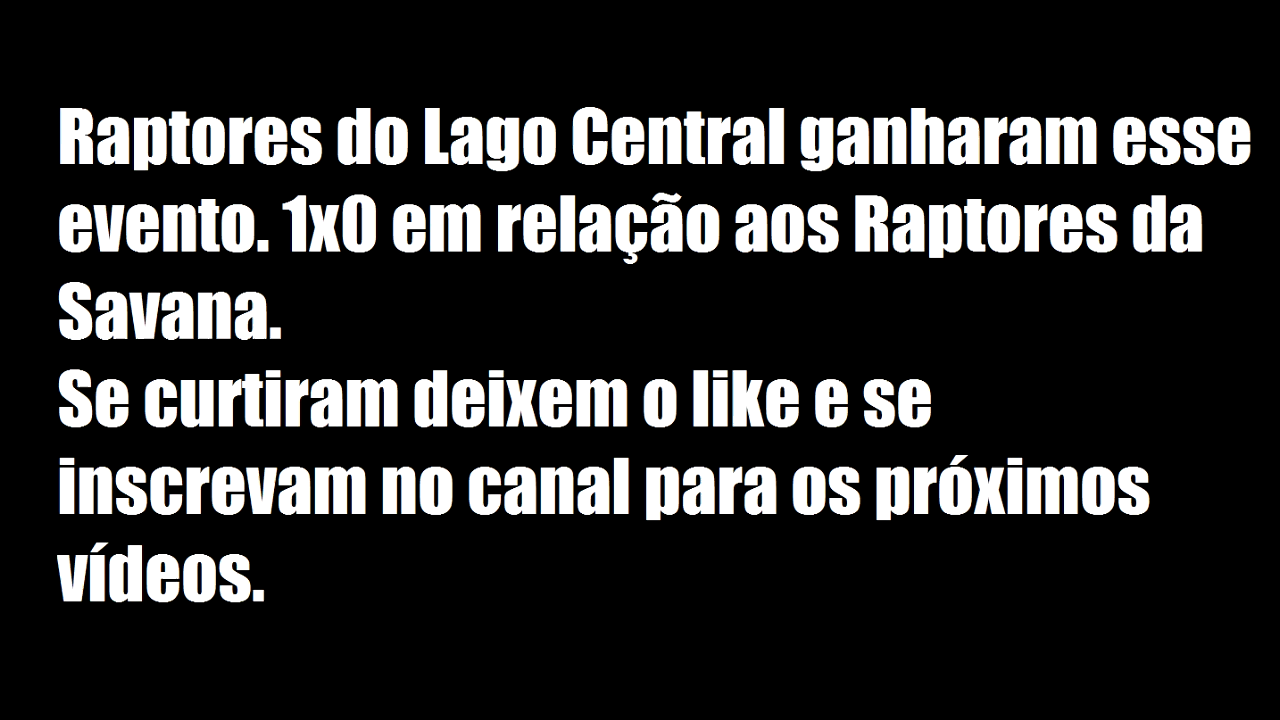 Raptores do Lago Central ganharam esse
evento. 1x0 em relação aos Raptores da
Savana.
Se curtiram deixem o like e se
inscrevam no canal para os próximos
vídeos.